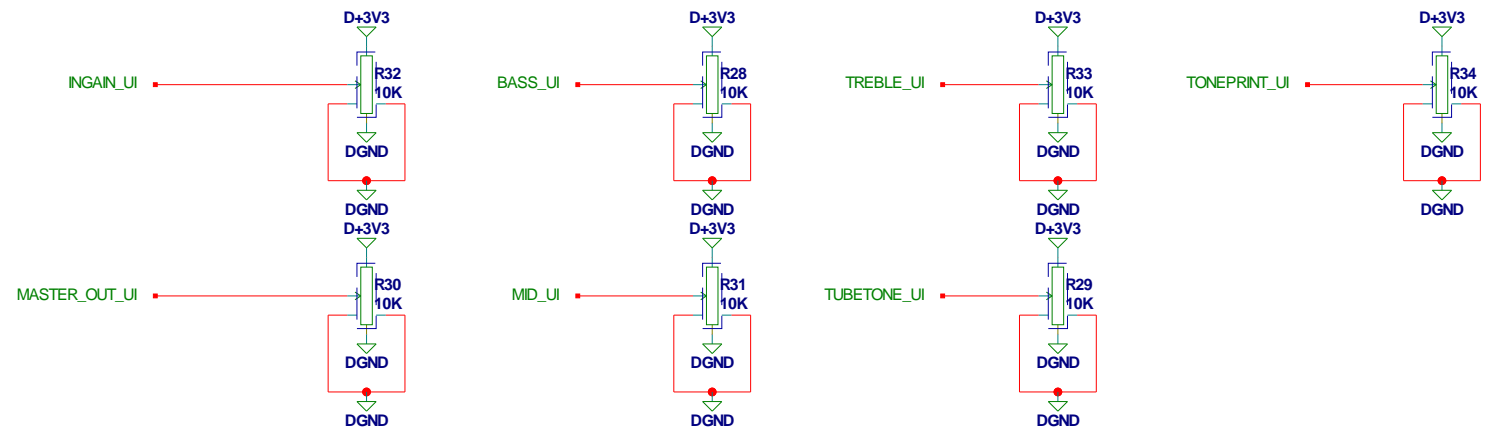 D+3V3 D+3V3 D+3V3 D+3V3
INGAIN_UI R32 BASS_UI R28 TREBLE_UI R33 TONEPRINT_UI R34
10K 10K 10K 10K
DGND DGND DGND DGND
DGND DGND DGND DGND
D+3V3 D+3V3 D+3V3
MASTER_OUT_UI R30 MID_UI R31 TUBETONE_UI R29
10K 10K 10K
DGND DGND DGND
DGND DGND DGND